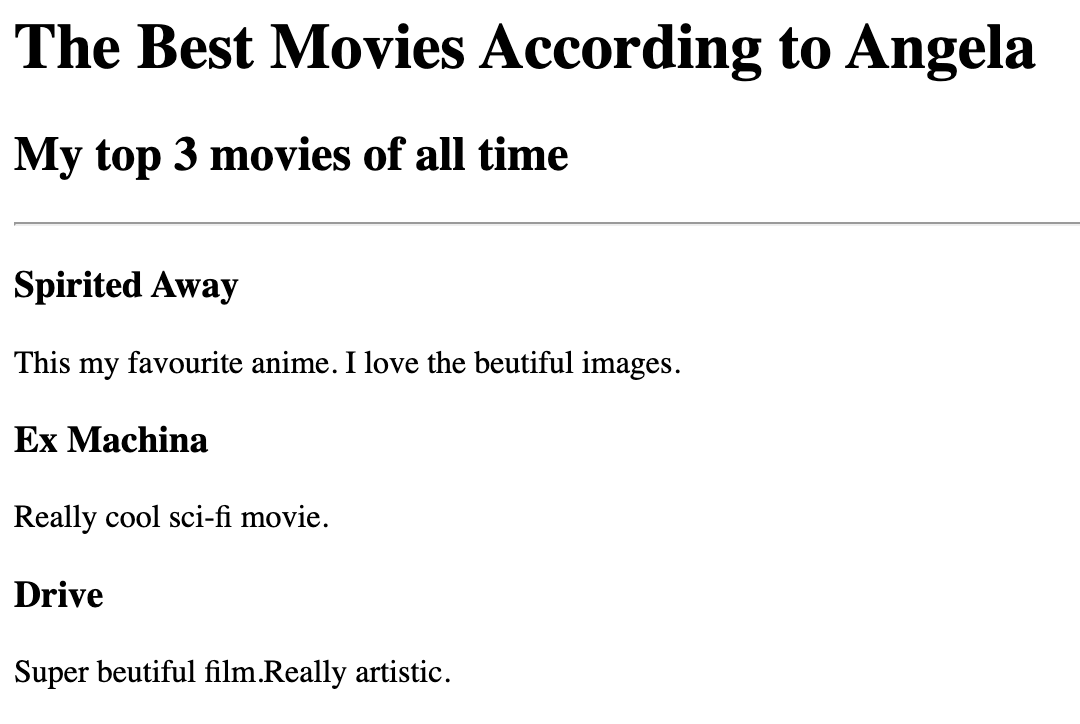 The Best Movies According to Angela
My top 3 movies of all time
Spirited Away
This my favourite anime. I love the beutiful images.
Ex Machina
Really cool sci-fi movie.
Drive
Super beutiful film.Really artistic.